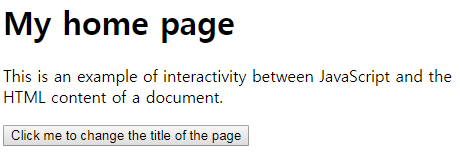 My home page
This is an example of interactivity between JavaScript and the
HTML content of a document.
Click me to change the title of the page